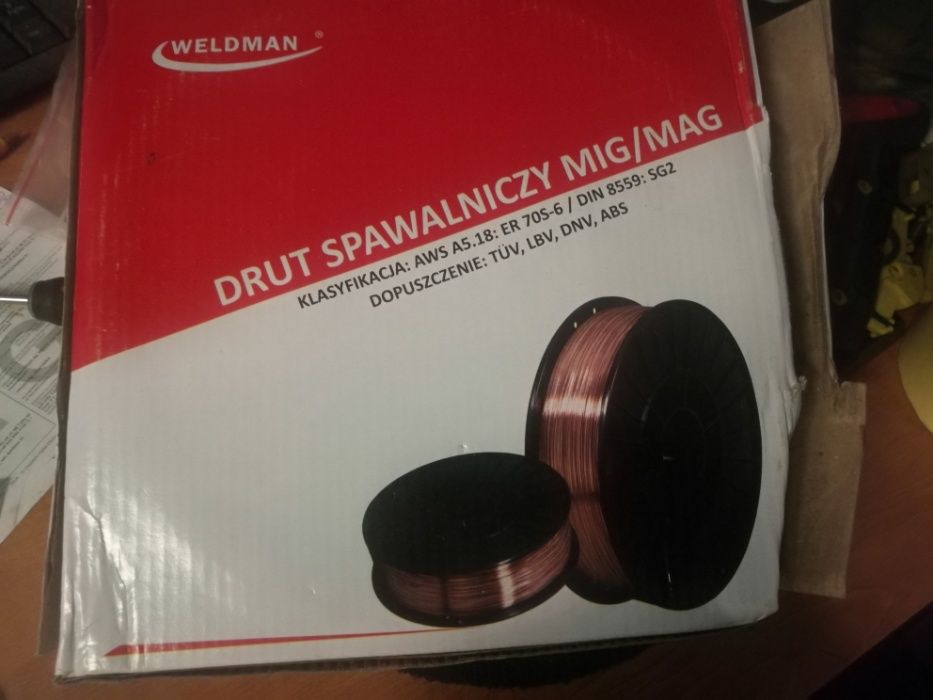 WELDMAN ®
DRUT SPAWALNICZY MIG/MAG
KLASYFIKACJA: AWS A5.18: ER 70S-6 / DIN 8559: SG2
DOPUSZCZENIE: TÜV, LBV, DNV, ABS